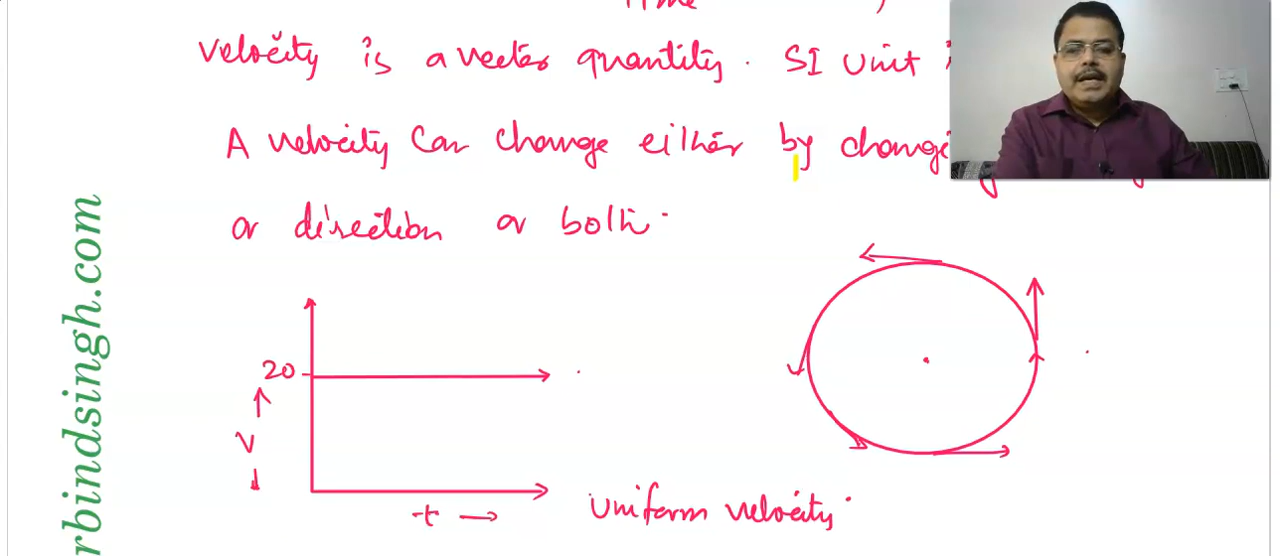 Time
velocity is a vector quantity. SI Unit
A velocity can change either by
or direction or both.
20
V
t
uniform velocity.
rbindsingh.com